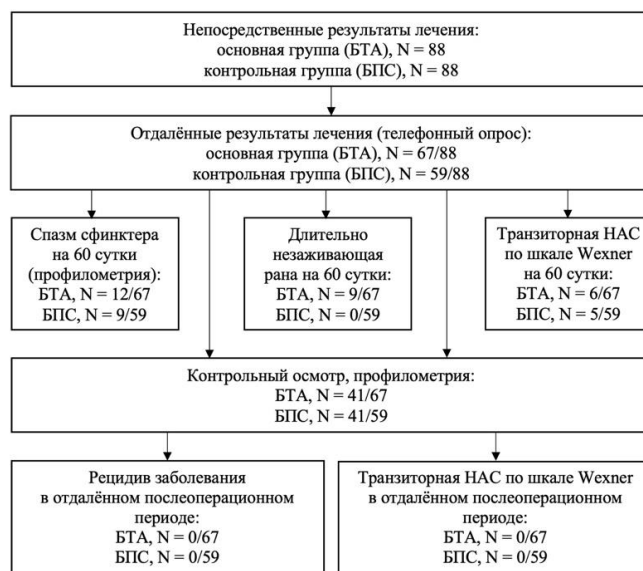 Непосредственные результаты лечения:
основная группа (БТА), N = 88
контрольная группа (БПС), N = 88
Отдалённые результаты лечения (телефонный опрос):
основная группа (БТА), N = 67/88
контрольная группа (БПС), N = 59/88
Спазм сфинктера
на 60 сутки
(профилометрия):
БТА, N = 12/67
БПС, N = 9/59
Длительно
незаживающая
рана на 60 сутки:
БТА, N = 9/67
БПС, N = 0/59
Транзиторная НАС
по шкале Wexner
на 60 сутки:
БТА, N = 6/67
БПС, N = 5/59
Контрольный осмотр, профилометрия:
БТА, N = 41/67
БПС, N = 41/59
Рецидив заболевания
в отдалённом послеоперационном
периоде:
БТА, N = 0/67
БПС, N = 0/59
Транзиторная НАС по шкале Wexner
в отдалённом послеоперационном
периоде:
БТА, N = 0/67
БПС, N = 0/59